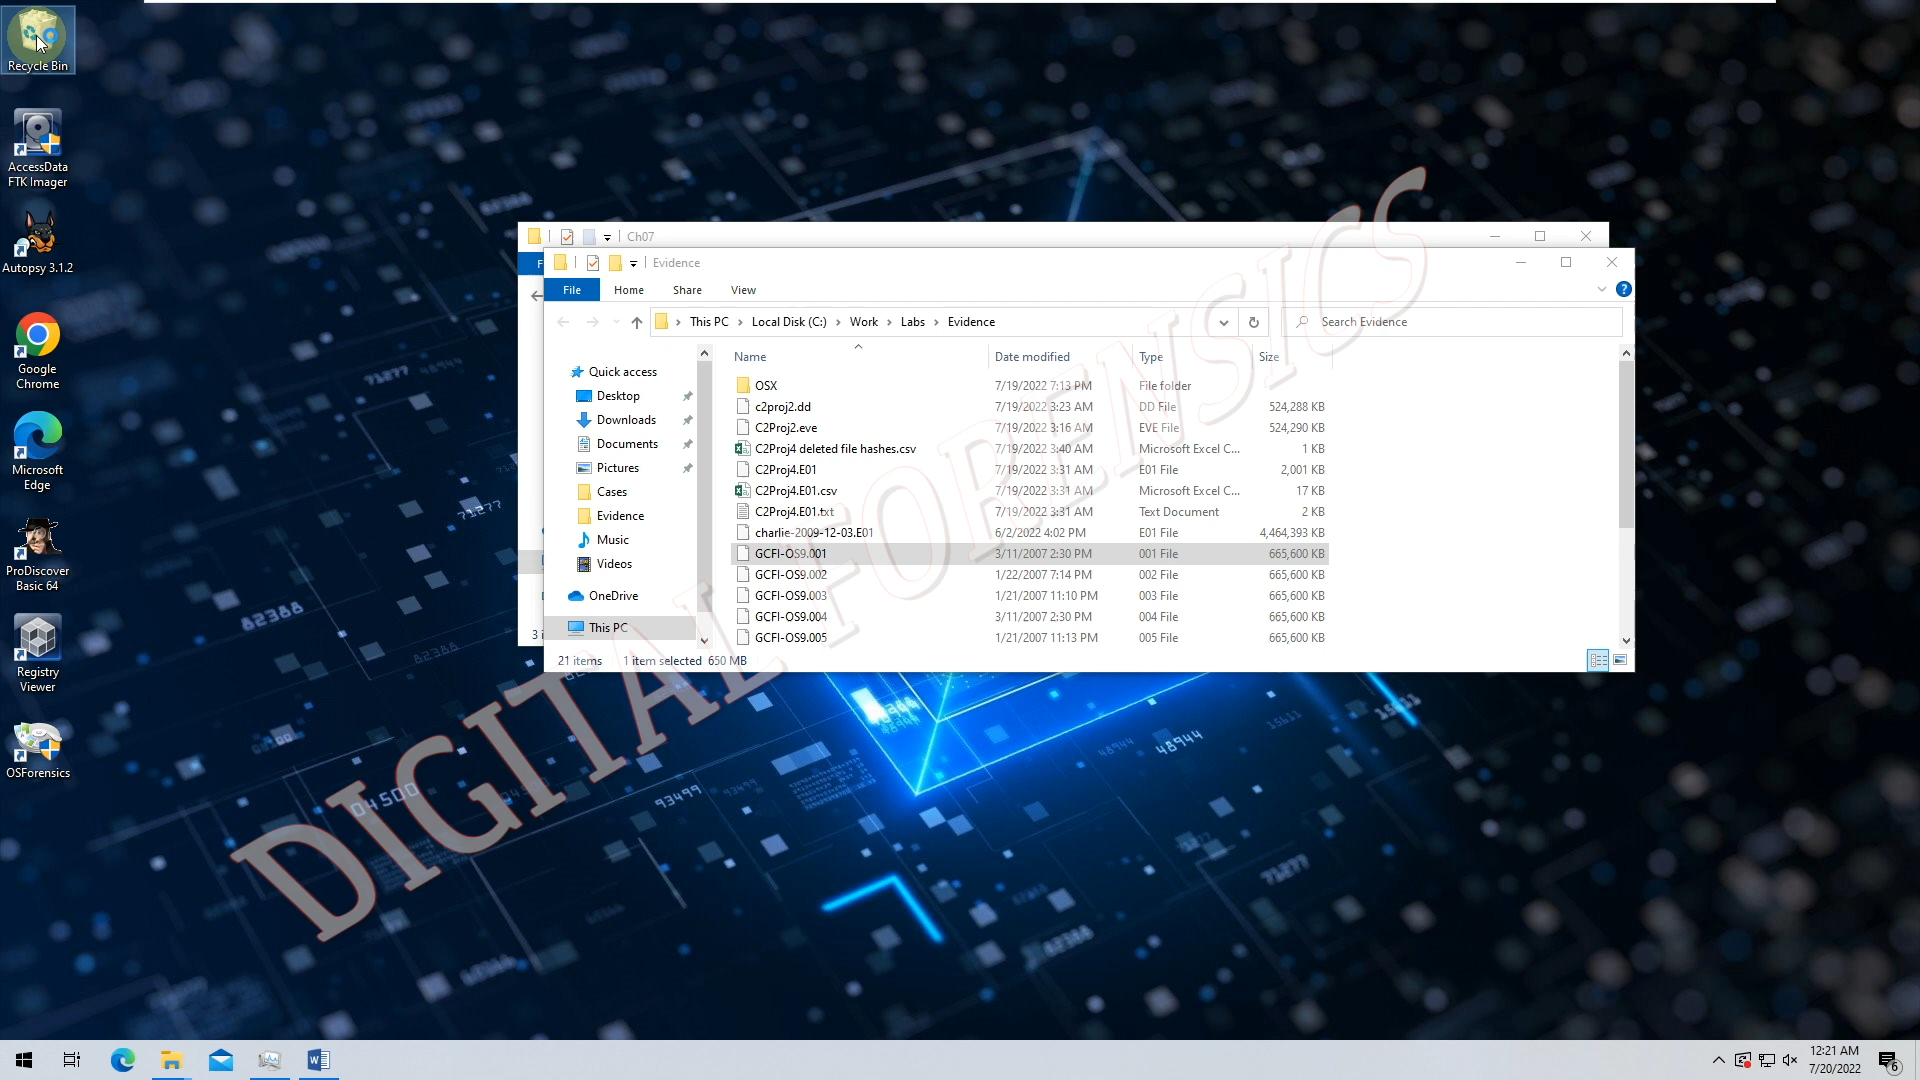 Recycle Bin
AccessData
FTK Imager
Autopsy 3.1.2
Google
Chrome
Microsoft
Edge
ProDiscover
Basic 64
Registry
Viewer
OSForensics
Ch07
Evidence
File Home Share View
This PC Local Disk (C:) Work Labs Evidence
Search Evidence
Quick access
Desktop
Downloads
Documents
Pictures
Cases
Evidence
Music
Videos
OneDrive
This PC
Name Date modified Type Size
OSX 7/19/2022 7:13 PM File folder
c2proj2.dd 7/19/2022 3:23 AM DD File 524,288 KB
C2Proj2.eve 7/19/2022 3:16 AM EVE File 524,290 KB
C2Proj4 deleted file hashes.csv 7/19/2022 3:40 AM Microsoft Excel C... 1 KB
C2Proj4.E01 7/19/2022 3:31 AM E01 File 2,001 KB
C2Proj4.E01.csv 7/19/2022 3:31 AM Microsoft Excel C... 17 KB
C2Proj4.E01.txt 7/19/2022 3:31 AM Text Document 2 KB
charlie-2009-12-03.E01 6/2/2022 4:02 PM E01 File 4,464,393 KB
GCFI-OS9.001 3/11/2007 2:30 PM 001 File 665,600 KB
GCFI-OS9.002 1/22/2007 7:14 PM 002 File 665,600 KB
GCFI-OS9.003 1/21/2007 11:10 PM 003 File 665,600 KB
GCFI-OS9.004 3/11/2007 2:30 PM 004 File 665,600 KB
GCFI-OS9.005 1/21/2007 11:13 PM 005 File 665,600 KB
21 items 1 item selected 650 MB
DIGITAL FORENSICS
82388
71277
04500
93499
48944
48944
15611
71277
82388
12:21 AM
7/20/2022
6